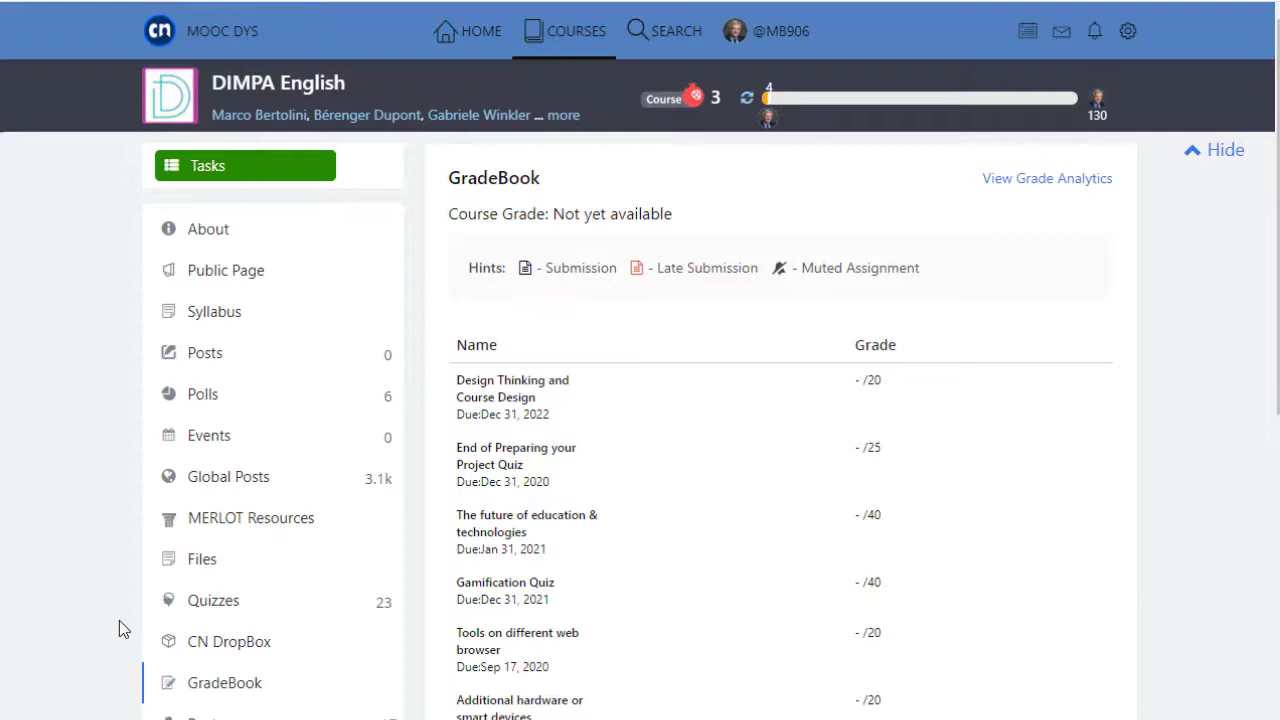 cn MOOC DYS HOME COURSES SEARCH @MB906
DIMPA English
Marco Bertolini, Bérenger Dupont, Gabriele Winkler ... more
Course 3 4 130
Hide
Tasks
About
Public Page
Syllabus
Posts 0
Polls 6
Events 0
Global Posts 3.1k
MERLOT Resources
Files
Quizzes 23
CN DropBox
GradeBook
GradeBook
View Grade Analytics
Course Grade: Not yet available
Hints: - Submission - Late Submission - Muted Assignment
Name Grade
Design Thinking and - /20
Course Design
Due:Dec 31, 2022
End of Preparing your - /25
Project Quiz
Due:Dec 31, 2020
The future of education & - /40
technologies
Due:Jan 31, 2021
Gamification Quiz - /40
Due:Dec 31, 2021
Tools on different web - /20
browser
Due:Sep 17, 2020
Additional hardware or - /20
smart devices